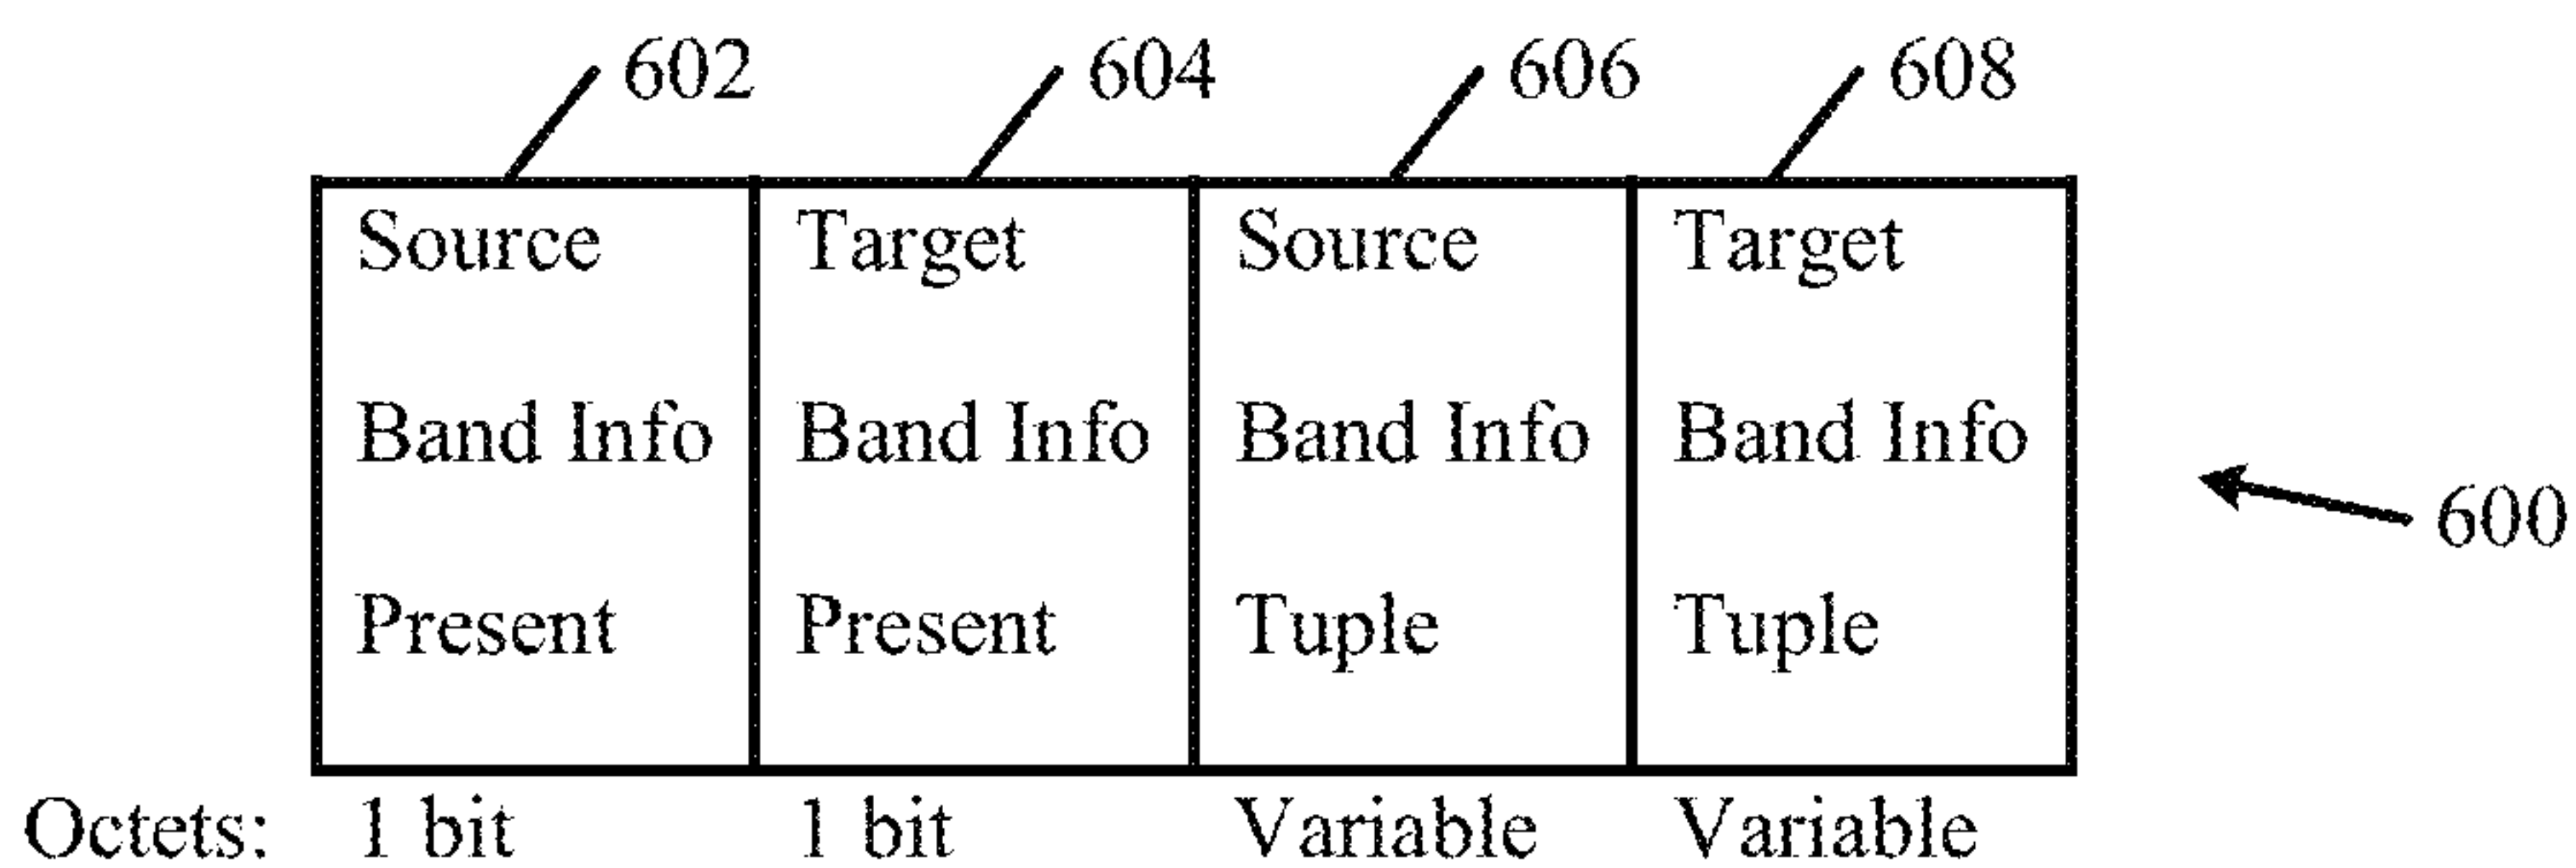 602 604 606 608
Source Target Source Target
Band Info Band Info Band Info Band Info
600
Present Present Tuple Tuple
Octets: 1 bit 1 bit Variable Variable